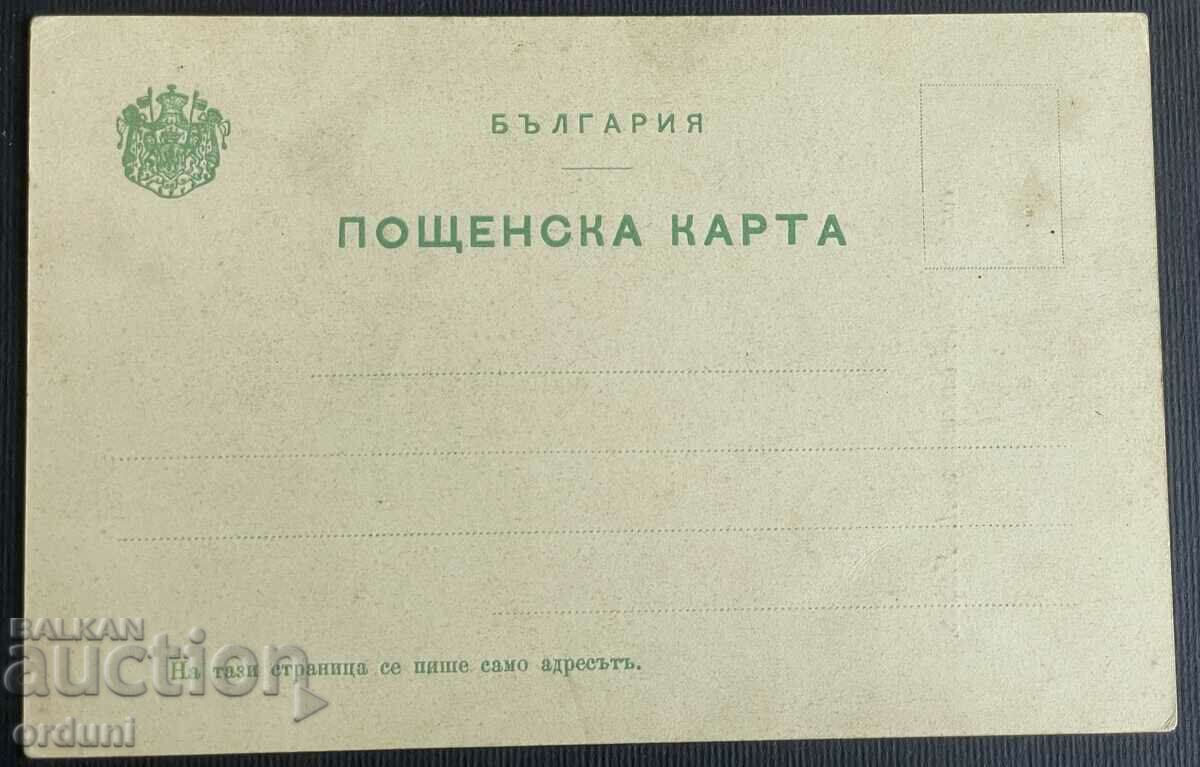 БЪЛГАРИЯ
ПОЩЕНСКА КАРТА
На тази страница се пише само адресътъ.
BALKAN
auction
orduni